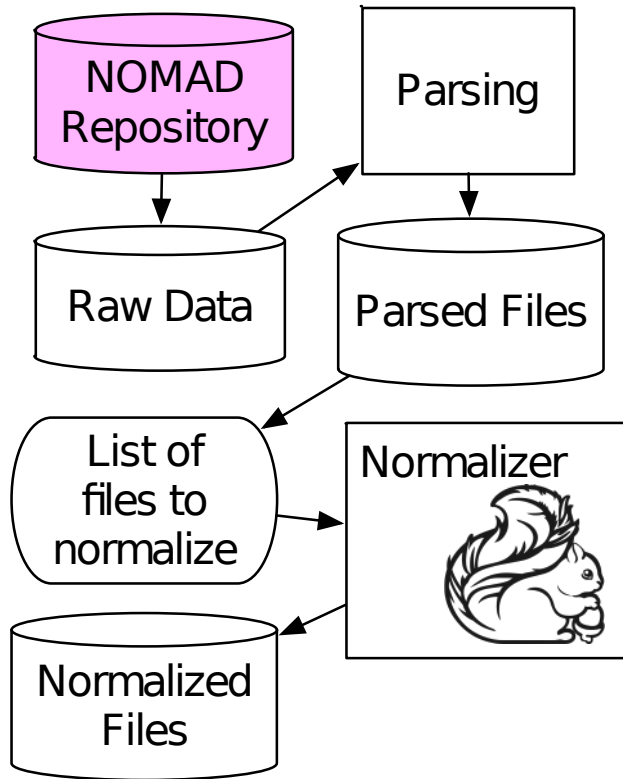 NOMAD
Repository
Parsing
Raw Data
Parsed Files
List of
files to
normalize
Normalizer
Normalized
Files